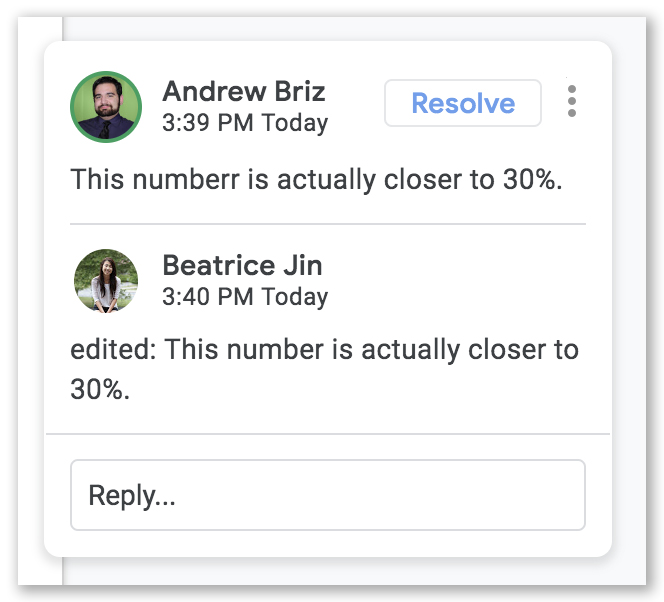 Andrew Briz
Resolve
3:39 PM Today
This numberr is actually closer to 30%.
Beatrice Jin
3:40 PM Today
edited: This number is actually closer to
30%.
Reply...